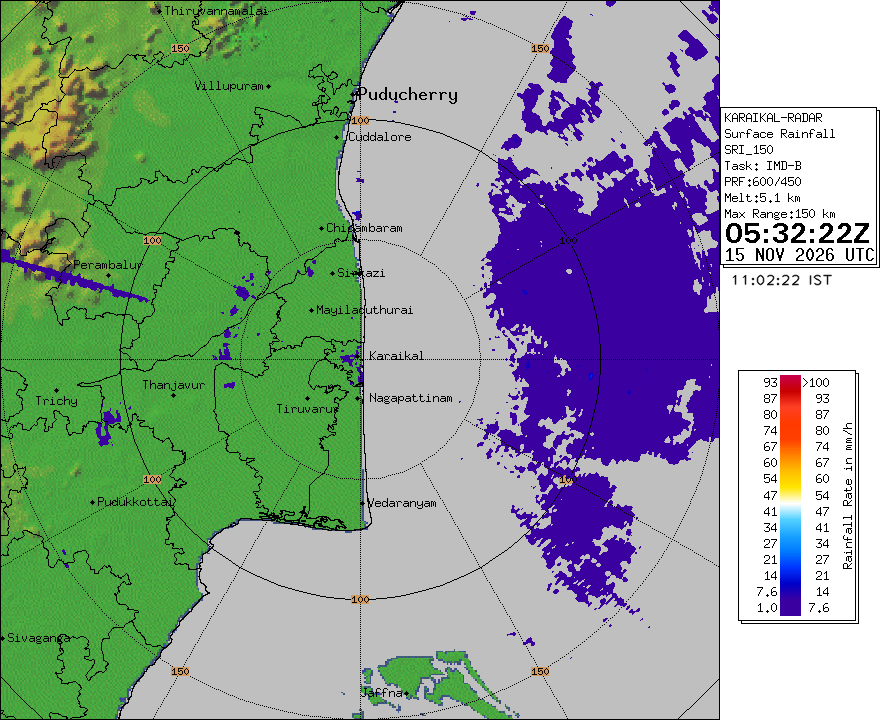 Thiruvannamalai
150
150
Villupuram
Puducherry
100
Cuddalore
Chidambaram
100
100
Perambalur
Sirkazi
Mayiladuthurai
Karaikal
Thanjavur
Trichy
Nagapattinam
Tiruvarur
100
100
Pudukkottai
Vedaranyam
100
Sivaganga
150
150
Jaffna
KARAIKAL-RADAR
Surface Rainfall
SRI_150
Task: IMD-B
PRF:600/450
Melt:5.1 km
Max Range:150 km
05:32:22Z
15 NOV 2026 UTC
11:02:22 IST
93 >100
87 93
80 87
74 80
67 74
60 67
54 60
47 54
41 47
34 41
27 34
21 27
14 21
7.6 14
1.0 7.6
Rainfall Rate in mm/h